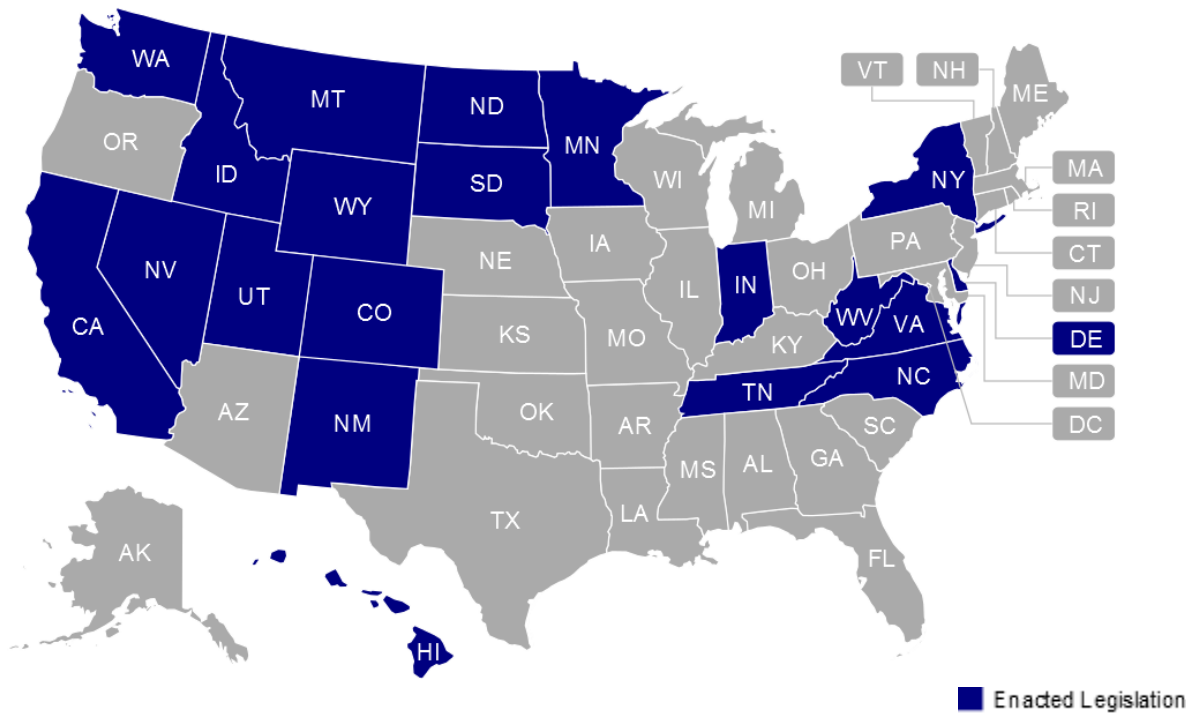 WA
MT
ND
MN
OR
ID
WY
SD
WI
MI
NY
VT
NH
ME
MA
RI
CT
NJ
DE
MD
DC
NV
UT
CO
CA
NE
IA
IL
IN
OH
PA
WV
VA
KS
MO
KY
AZ
NM
OK
AR
TN
NC
SC
MS
AL
GA
TX
LA
FL
AK
HI
Enacted Legislation